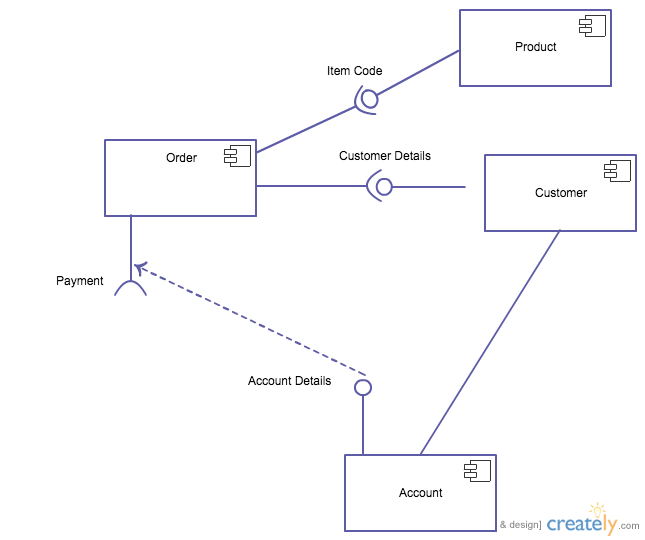 Product
Item Code
Order
Customer Details
Customer
Payment
Account Details
Account
& design] creately.com